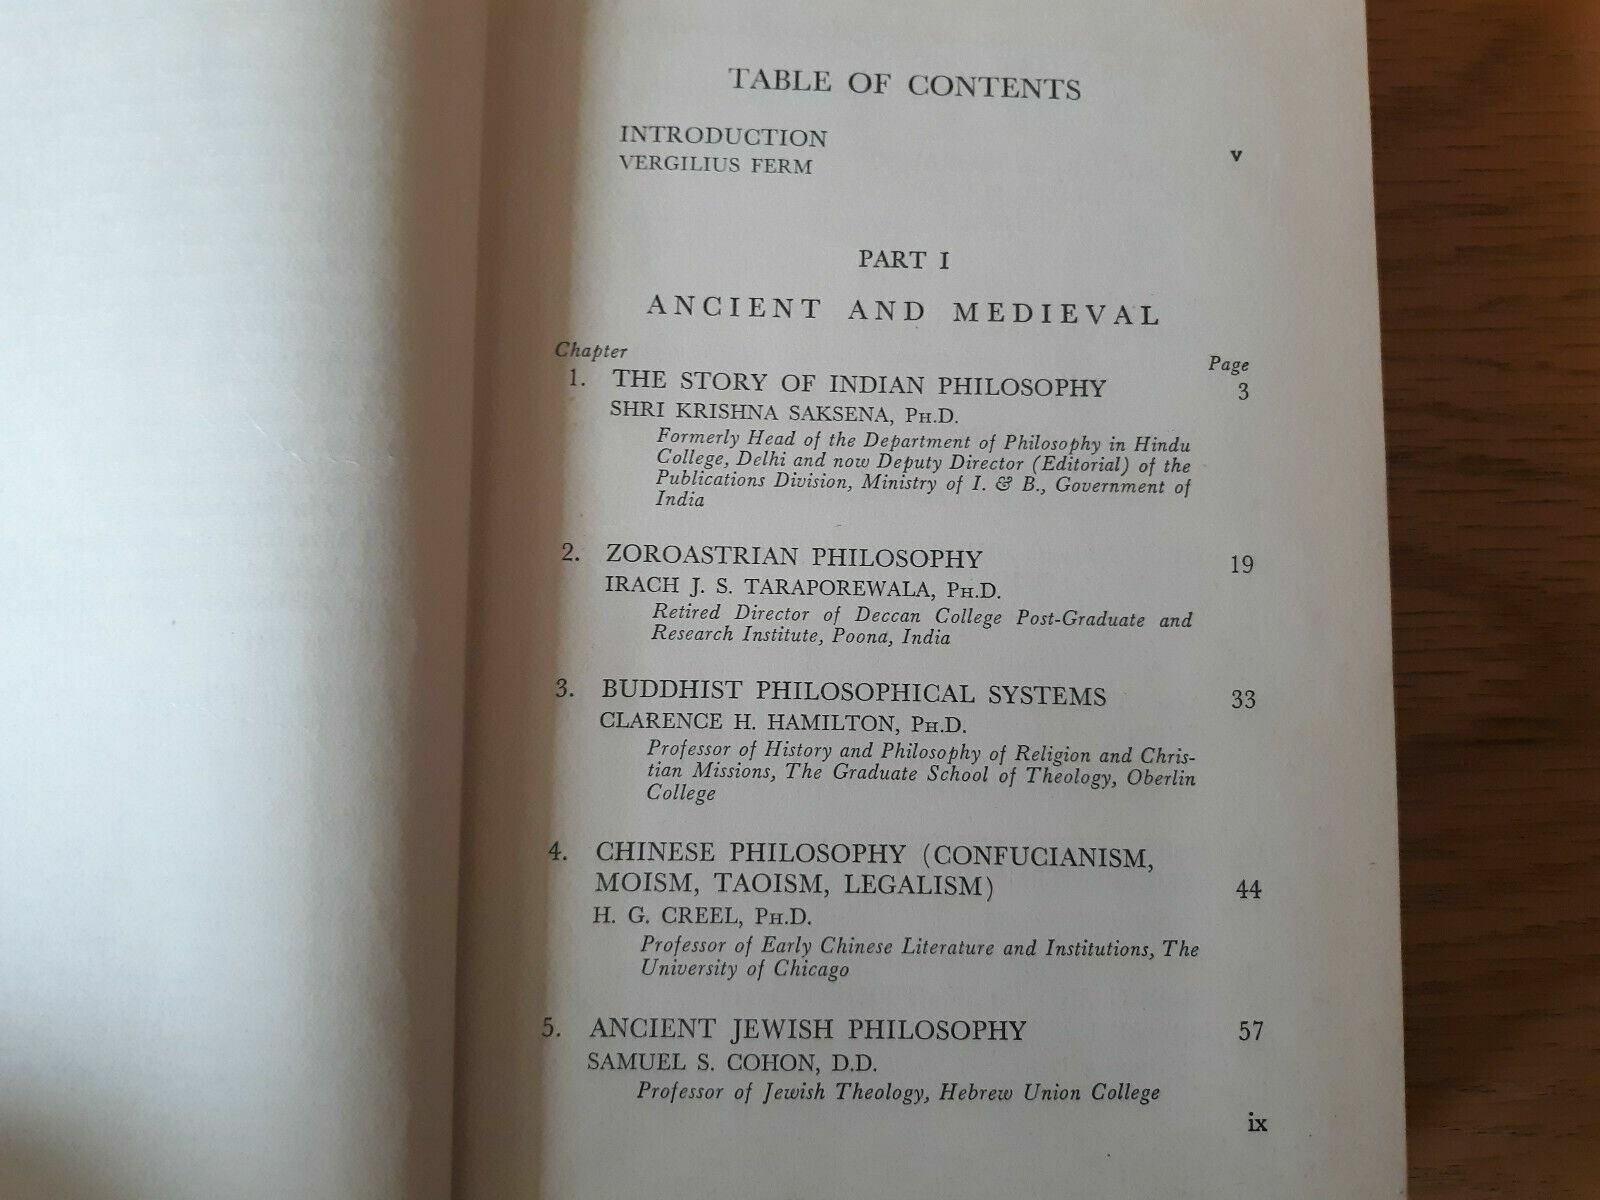 TABLE OF CONTENTS
INTRODUCTION
VERGILIUS FERM v
PART I
ANCIENT AND MEDIEVAL
Chapter Page
1. THE STORY OF INDIAN PHILOSOPHY 3
SHRI KRISHNA SAKSENA, PH.D.
Formerly Head of the Department of Philosophy in Hindu
College, Delhi and now Deputy Director (Editorial) of the
Publications Division, Ministry of I. & B., Government of
India
2. ZOROASTRIAN PHILOSOPHY 19
IRACH J. S. TARAPOREWALA, PH.D.
Retired Director of Deccan College Post-Graduate and
Research Institute, Poona, India
3. BUDDHIST PHILOSOPHICAL SYSTEMS 33
CLARENCE H. HAMILTON, PH.D.
Professor of History and Philosophy of Religion and Chris-
tian Missions, The Graduate School of Theology, Oberlin
College
4. CHINESE PHILOSOPHY (CONFUCIANISM,
MOISM, TAOISM, LEGALISM) 44
H. G. CREEL, PH.D.
Professor of Early Chinese Literature and Institutions, The
University of Chicago
5. ANCIENT JEWISH PHILOSOPHY 57
SAMUEL S. COHON, D.D.
Professor of Jewish Theology, Hebrew Union College
ix